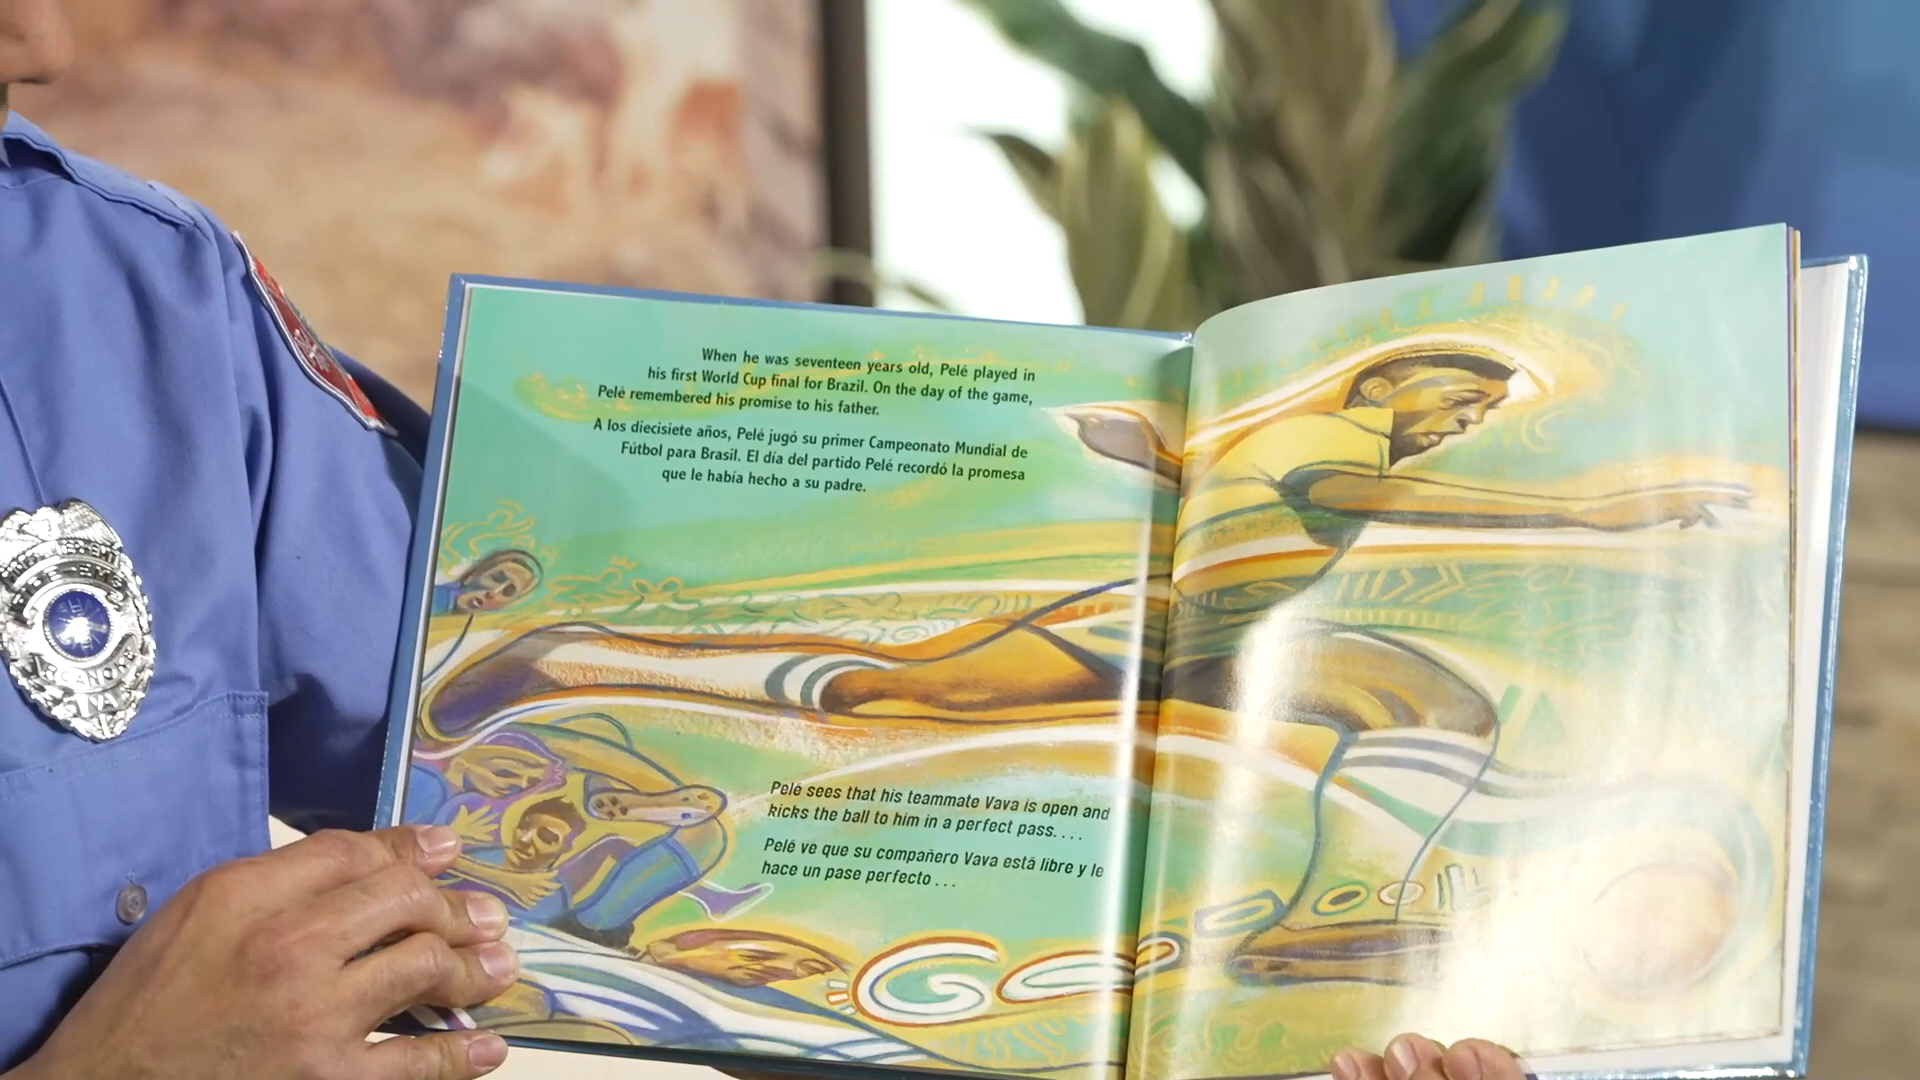 When he was seventeen years old, Pelé played in
his first World Cup final for Brazil. On the day of the game,
Pelé remembered his promise to his father.
A los diecisiete años, Pelé jugó su primer Campeonato Mundial de
Fútbol para Brasil. El día del partido Pelé recordó la promesa
que le había hecho a su padre.
Pelé sees that his teammate Vava is open and
kicks the ball to him in a perfect pass....
Pelé ve que su compañero Vava está libre y le
hace un pase perfecto...
ROANOKE
VA